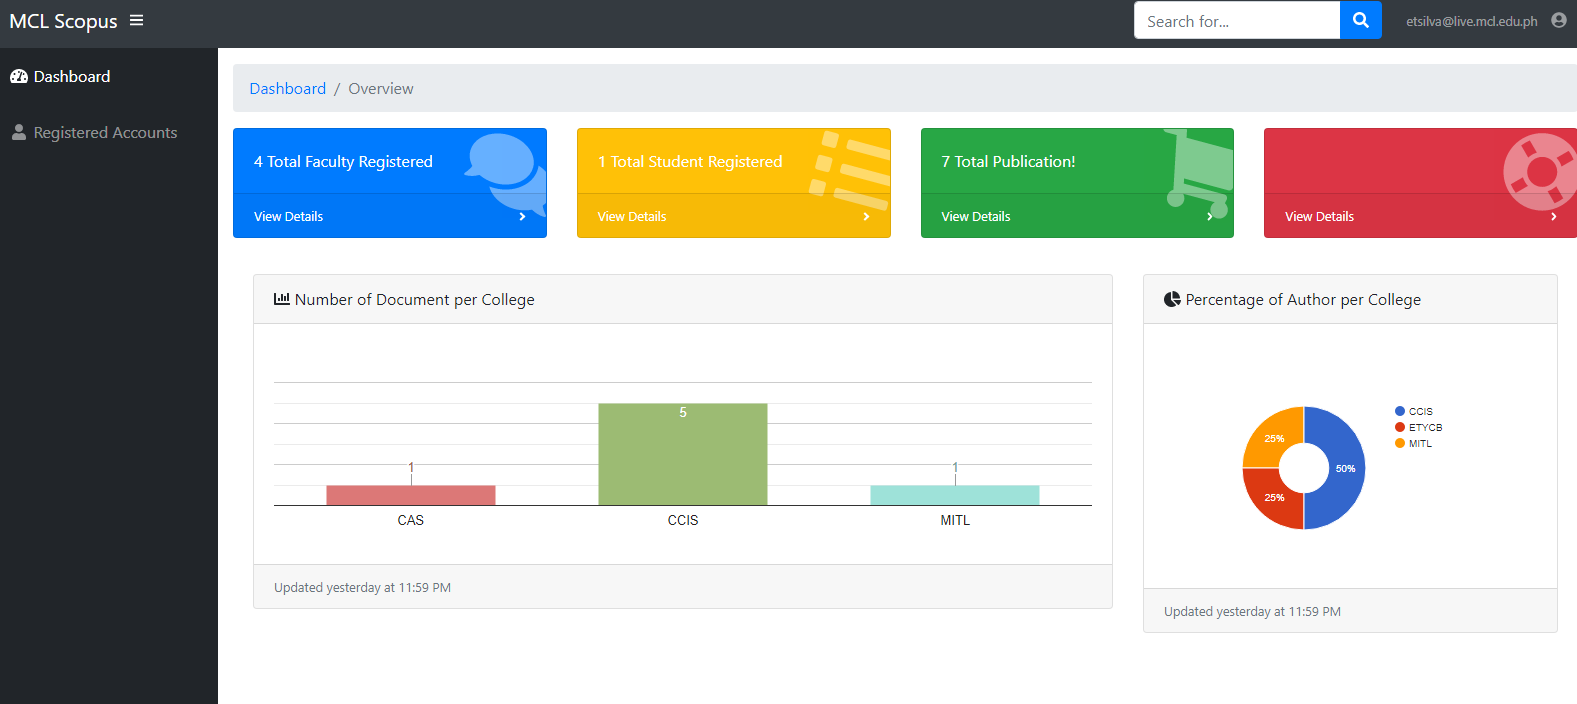 MCL Scopus
Search for...
etsilva@live.mcl.edu.ph
Dashboard
Registered Accounts
Dashboard / Overview
4 Total Faculty Registered
View Details
1 Total Student Registered
View Details
7 Total Publication!
View Details
View Details
Number of Document per College
1
5
1
CAS
CCIS
MITL
Updated yesterday at 11:59 PM
Percentage of Author per College
25%
50%
25%
CCIS
ETYCB
MITL
Updated yesterday at 11:59 PM